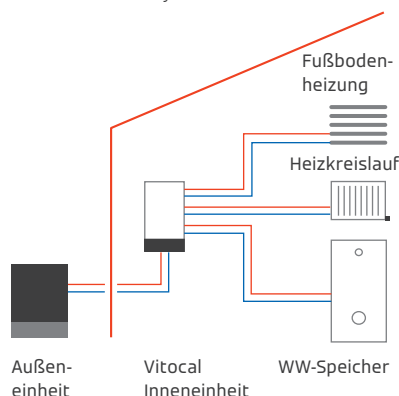 Fußboden-
heizung
Heizkreislauf
Außen-
einheit
Vitocal
Inneneinheit
WW-Speicher